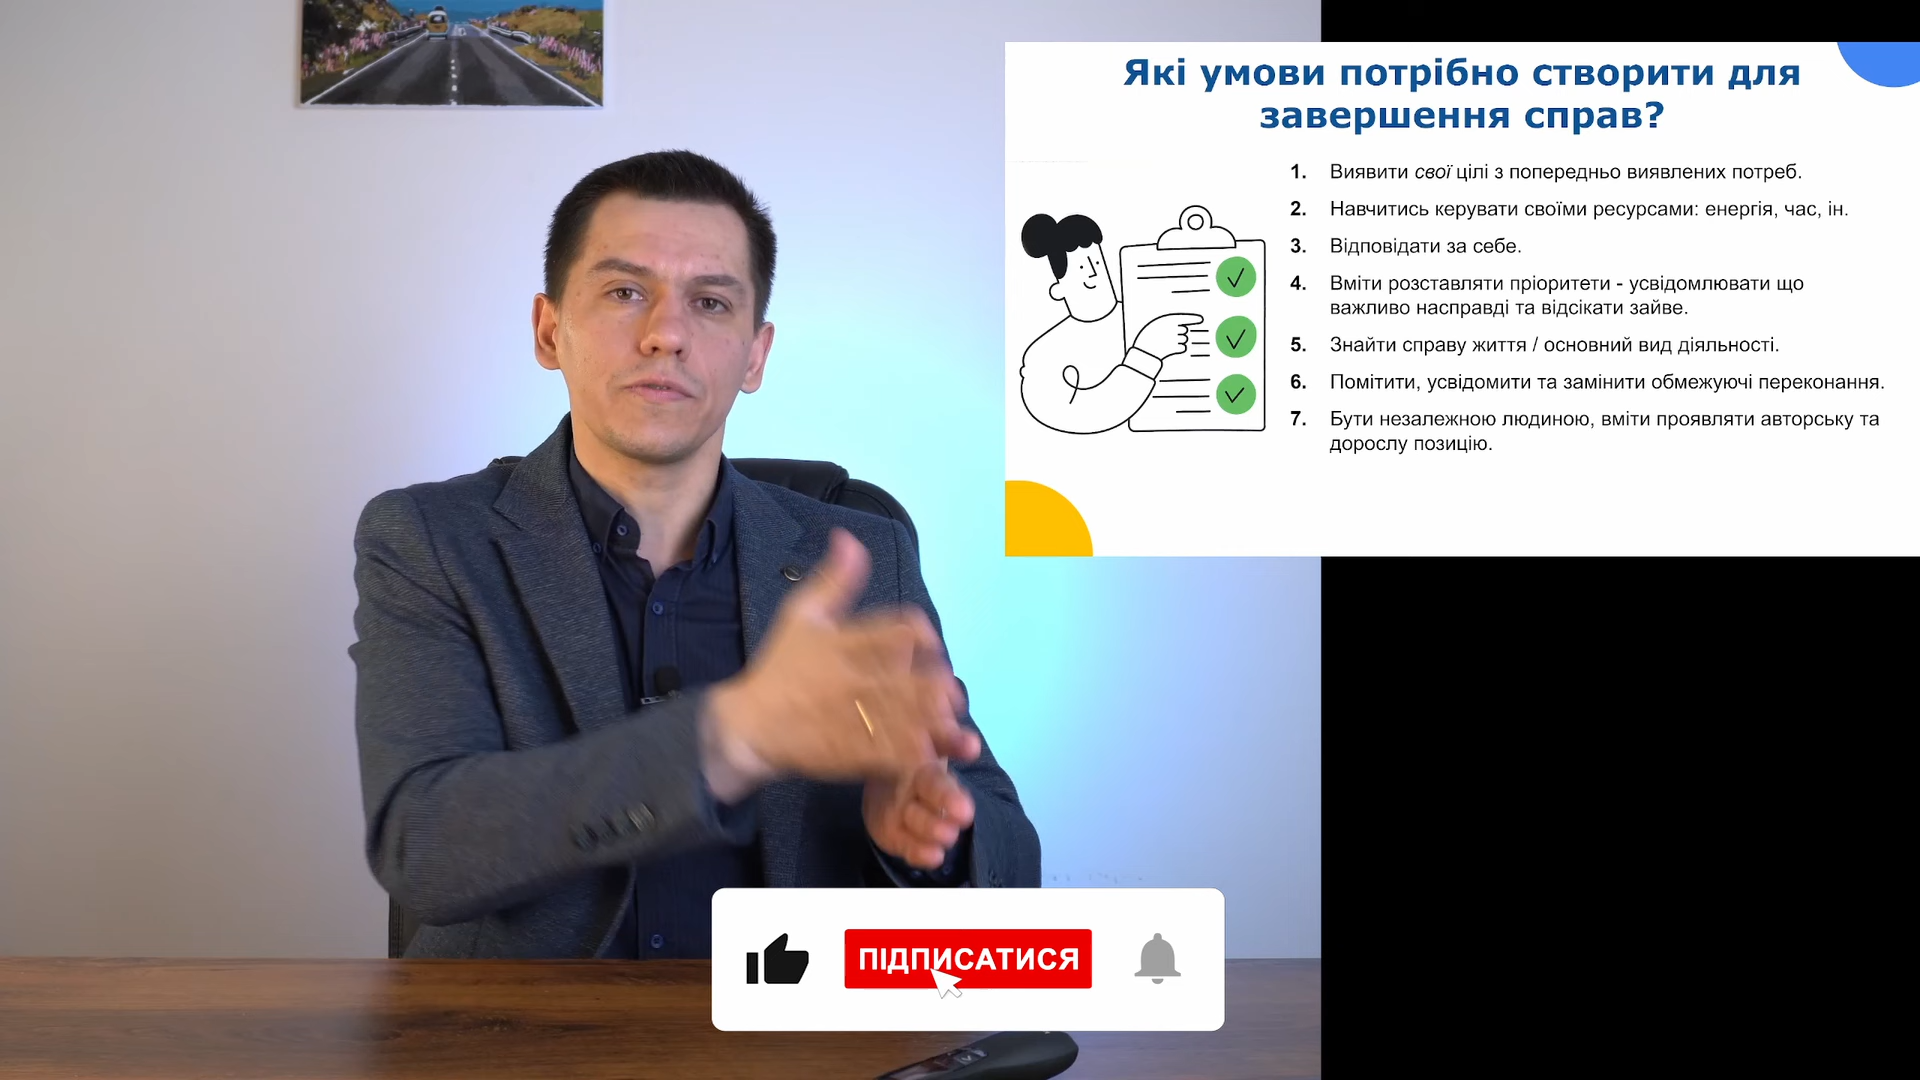 Які умови потрібно створити для
завершення справ?
1. Виявити свої цілі з попередньо виявлених потреб.
2. Навчитись керувати своїми ресурсами: енергія, час, ін.
3. Відповідати за себе.
4. Вміти розставляти пріоритети - усвідомлювати що
важливо насправді та відсікати зайве.
5. Знайти справу життя / основний вид діяльності.
6. Помітити, усвідомити та замінити обмежуючі переконання.
7. Бути незалежною людиною, вміти проявляти авторську та
дорослу позицію.
ПІДПИСАТИСЯ